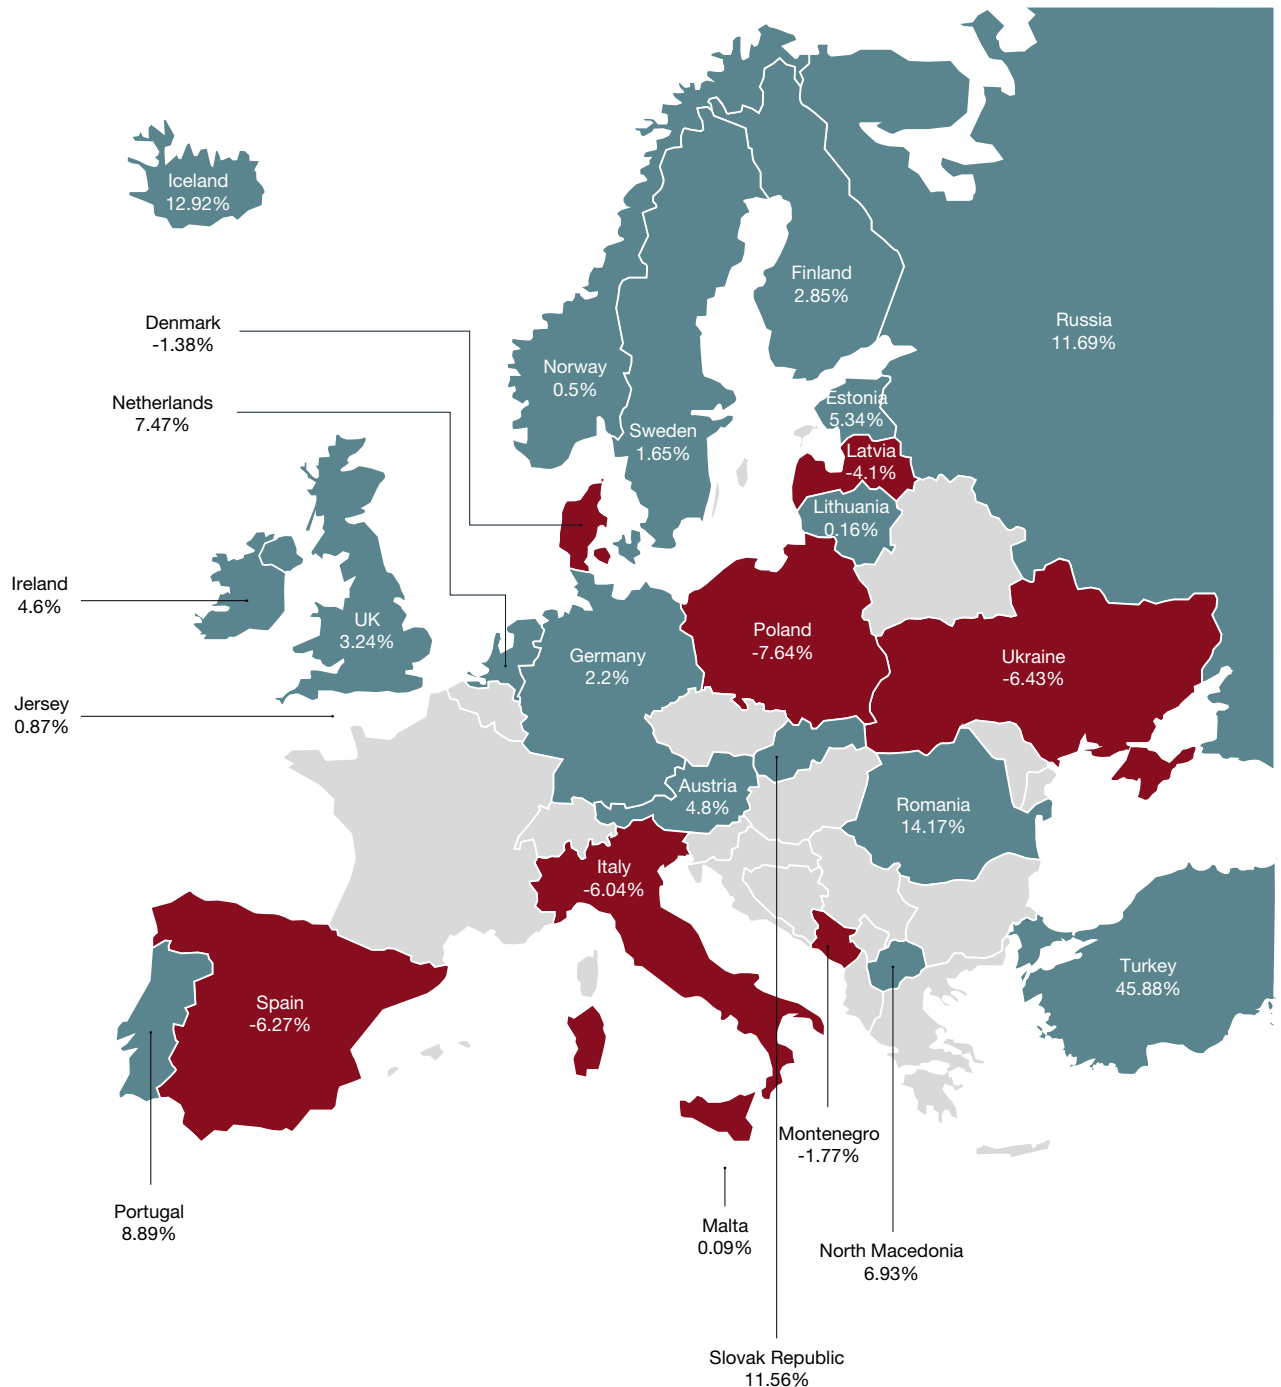 Iceland
12.92%
Finland
2.85%
Russia
11.69%
Denmark
-1.38%
Norway
0.5%
Netherlands
7.47%
Estonia
5.34%
Sweden
1.65%
Latvia
-4.1%
Lithuania
0.16%
Ireland
4.6%
UK
3.24%
Poland
-7.64%
Germany
2.2%
Ukraine
-6.43%
Jersey
0.87%
Austria
4.8%
Romania
14.17%
Italy
-6.04%
Turkey
45.88%
Spain
-6.27%
Montenegro
-1.77%
Portugal
8.89%
Malta
0.09%
North Macedonia
6.93%
Slovak Republic
11.56%